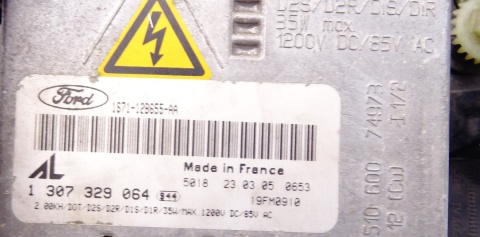 D2S/D2R/D1S/D1R
35W max.
1200V DC/85V AC
Ford
1S71-12B655-AA
AL
Made in France
5018 23 03 05 0653
1 307 329 064
19FM0910
2.00KH/DOT/D2S/D2R/D1S/D1R/35W/MAX 1200V DC/85V AC
510 600 74973
12 (Cu)